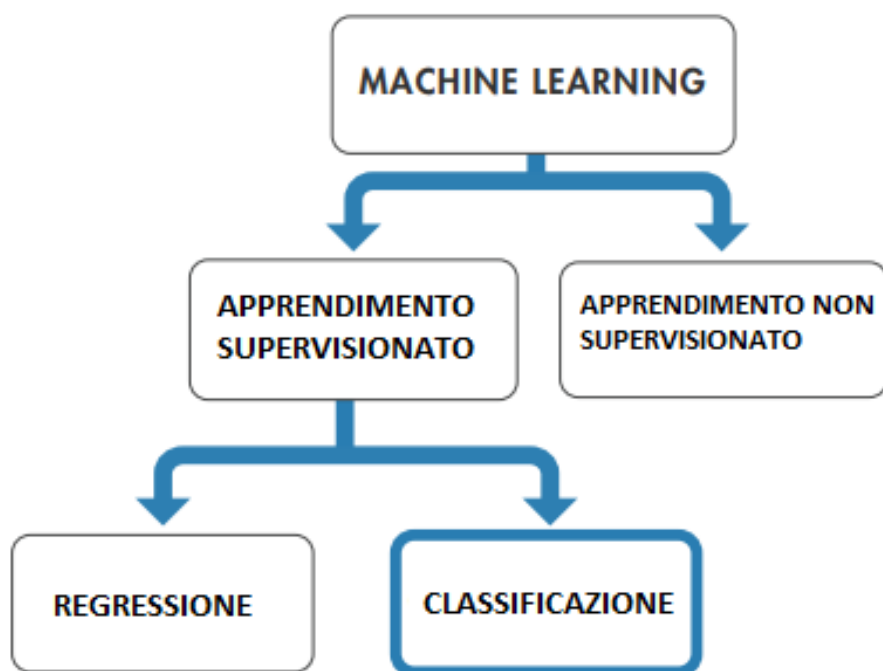 MACHINE LEARNING
APPRENDIMENTO
SUPERVISIONATO
APPRENDIMENTO NON
SUPERVISIONATO
REGRESSIONE
CLASSIFICAZIONE